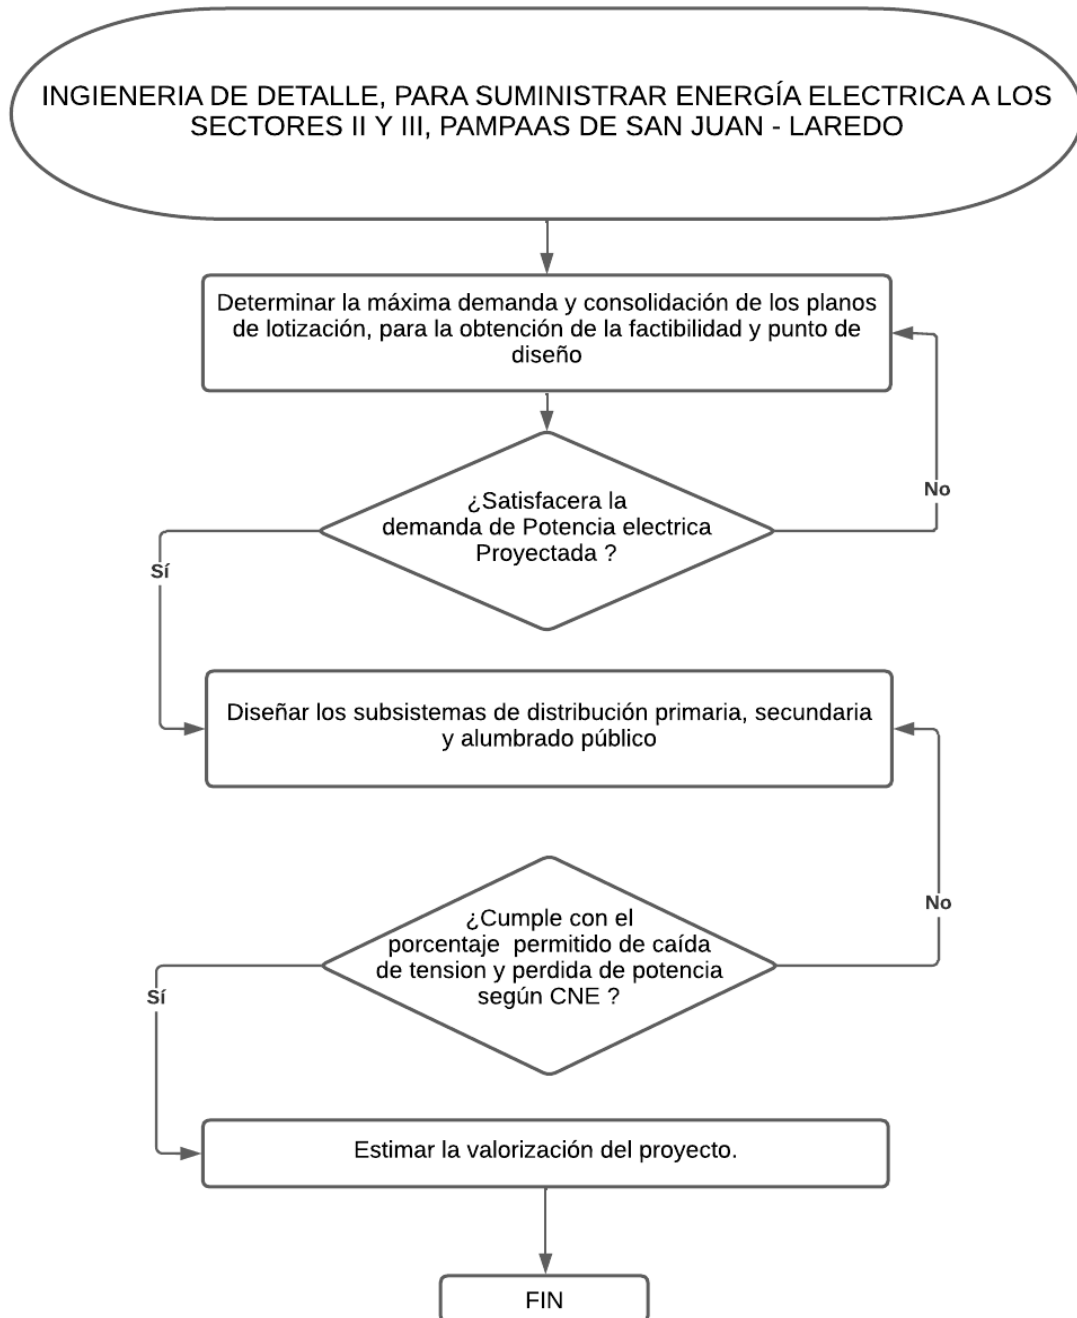 INGIENERIA DE DETALLE, PARA SUMINISTRAR ENERGÍA ELECTRICA A LOS
SECTORES II Y III, PAMPAAS DE SAN JUAN - LAREDO
Determinar la máxima demanda y consolidación de los planos
de lotización, para la obtención de la factibilidad y punto de
diseño
¿Satisfacera la
demanda de Potencia electrica
Proyectada ?
No
Sí
Diseñar los subsistemas de distribución primaria, secundaria
y alumbrado público
¿Cumple con el
porcentaje permitido de caída
de tension y perdida de potencia
según CNE ?
No
Sí
Estimar la valorización del proyecto.
FIN